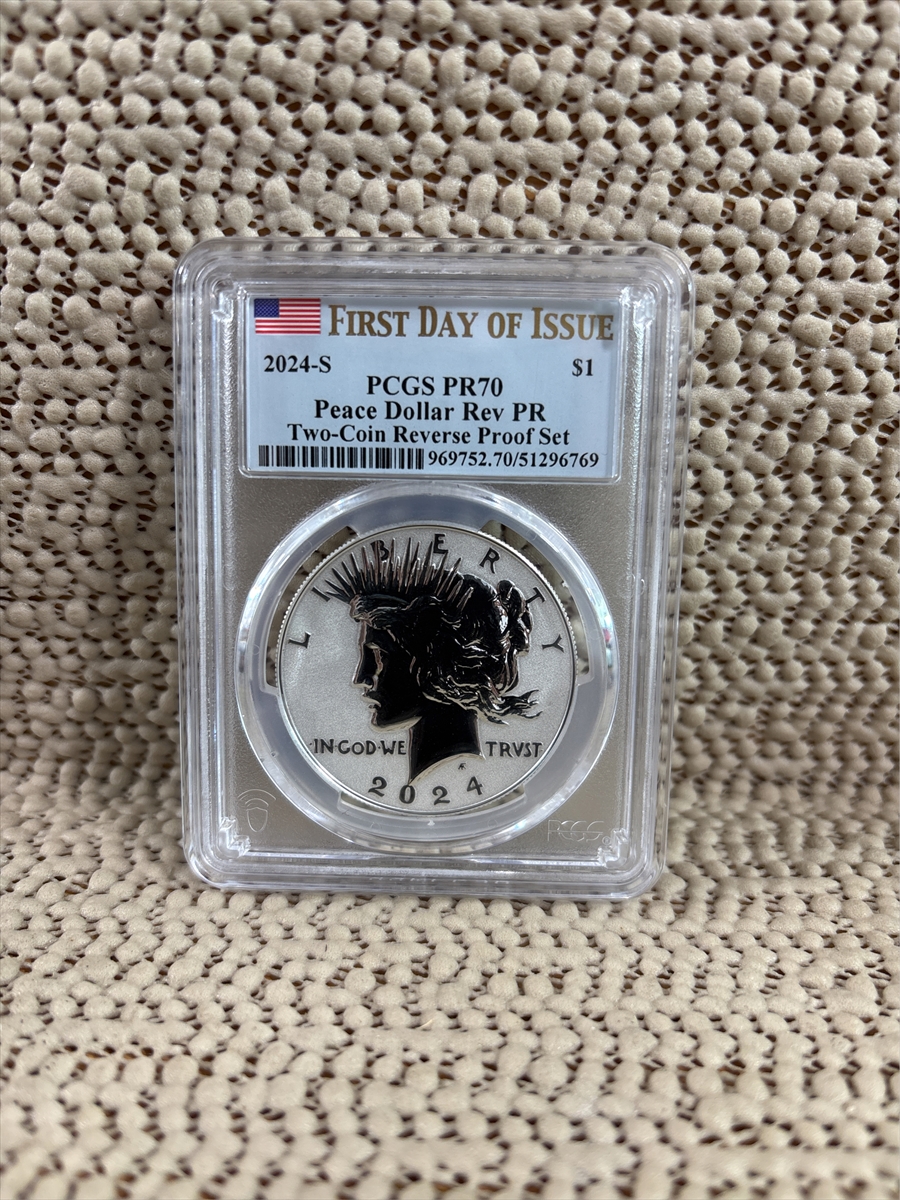 FIRST DAY OF ISSUE
2024-S $1
PCGS PR70
Peace Dollar Rev PR
Two-Coin Reverse Proof Set
969752.70/51296769
LIBERTY
IN·GOD·WE TRVST
2024
PCGS